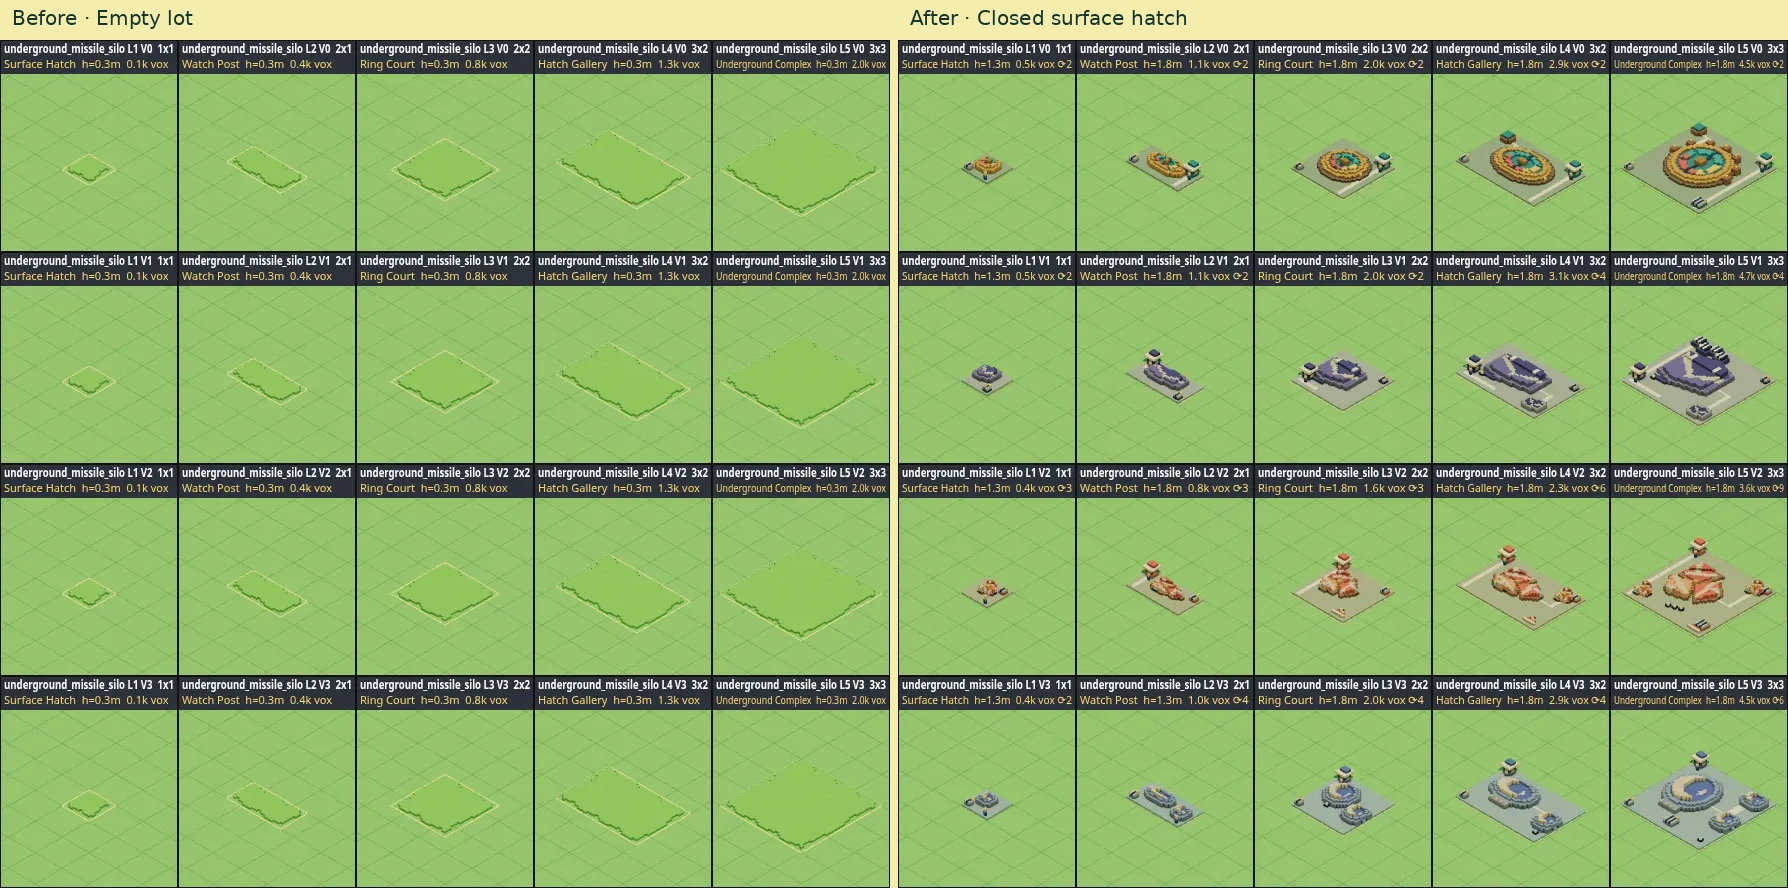 Before · Empty lot
After · Closed surface hatch
underground_missile_silo L1 V0 1x1
Surface Hatch h=0.3m 0.1k vox
underground_missile_silo L2 V0 2x1
Watch Post h=0.3m 0.4k vox
underground_missile_silo L3 V0 2x2
Ring Court h=0.3m 0.8k vox
underground_missile_silo L4 V0 3x2
Hatch Gallery h=0.3m 1.3k vox
underground_missile_silo L5 V0 3x3
Underground Complex h=0.3m 2.0k vox
underground_missile_silo L1 V0 1x1
Surface Hatch h=1.3m 0.5k vox ⟳2
underground_missile_silo L2 V0 2x1
Watch Post h=1.8m 1.1k vox ⟳2
underground_missile_silo L3 V0 2x2
Ring Court h=1.8m 2.0k vox ⟳2
underground_missile_silo L4 V0 3x2
Hatch Gallery h=1.8m 2.9k vox ⟳2
underground_missile_silo L5 V0 3x3
Underground Complex h=1.8m 4.5k vox ⟳2
underground_missile_silo L1 V1 1x1
Surface Hatch h=0.3m 0.1k vox
underground_missile_silo L2 V1 2x1
Watch Post h=0.3m 0.4k vox
underground_missile_silo L3 V1 2x2
Ring Court h=0.3m 0.8k vox
underground_missile_silo L4 V1 3x2
Hatch Gallery h=0.3m 1.3k vox
underground_missile_silo L5 V1 3x3
Underground Complex h=0.3m 2.0k vox
underground_missile_silo L1 V1 1x1
Surface Hatch h=1.3m 0.5k vox ⟳2
underground_missile_silo L2 V1 2x1
Watch Post h=1.8m 1.1k vox ⟳2
underground_missile_silo L3 V1 2x2
Ring Court h=1.8m 2.0k vox ⟳2
underground_missile_silo L4 V1 3x2
Hatch Gallery h=1.8m 3.1k vox ⟳4
underground_missile_silo L5 V1 3x3
Underground Complex h=1.8m 4.7k vox ⟳4
underground_missile_silo L1 V2 1x1
Surface Hatch h=0.3m 0.1k vox
underground_missile_silo L2 V2 2x1
Watch Post h=0.3m 0.4k vox
underground_missile_silo L3 V2 2x2
Ring Court h=0.3m 0.8k vox
underground_missile_silo L4 V2 3x2
Hatch Gallery h=0.3m 1.3k vox
underground_missile_silo L5 V2 3x3
Underground Complex h=0.3m 2.0k vox
underground_missile_silo L1 V2 1x1
Surface Hatch h=1.3m 0.4k vox ⟳3
underground_missile_silo L2 V2 2x1
Watch Post h=1.8m 0.8k vox ⟳3
underground_missile_silo L3 V2 2x2
Ring Court h=1.8m 1.6k vox ⟳3
underground_missile_silo L4 V2 3x2
Hatch Gallery h=1.8m 2.3k vox ⟳6
underground_missile_silo L5 V2 3x3
Underground Complex h=1.8m 3.6k vox ⟳9
underground_missile_silo L1 V3 1x1
Surface Hatch h=0.3m 0.1k vox
underground_missile_silo L2 V3 2x1
Watch Post h=0.3m 0.4k vox
underground_missile_silo L3 V3 2x2
Ring Court h=0.3m 0.8k vox
underground_missile_silo L4 V3 3x2
Hatch Gallery h=0.3m 1.3k vox
underground_missile_silo L5 V3 3x3
Underground Complex h=0.3m 2.0k vox
underground_missile_silo L1 V3 1x1
Surface Hatch h=1.3m 0.4k vox ⟳2
underground_missile_silo L2 V3 2x1
Watch Post h=1.3m 1.0k vox ⟳4
underground_missile_silo L3 V3 2x2
Ring Court h=1.8m 2.0k vox ⟳4
underground_missile_silo L4 V3 3x2
Hatch Gallery h=1.8m 2.9k vox ⟳4
underground_missile_silo L5 V3 3x3
Underground Complex h=1.8m 4.5k vox ⟳6